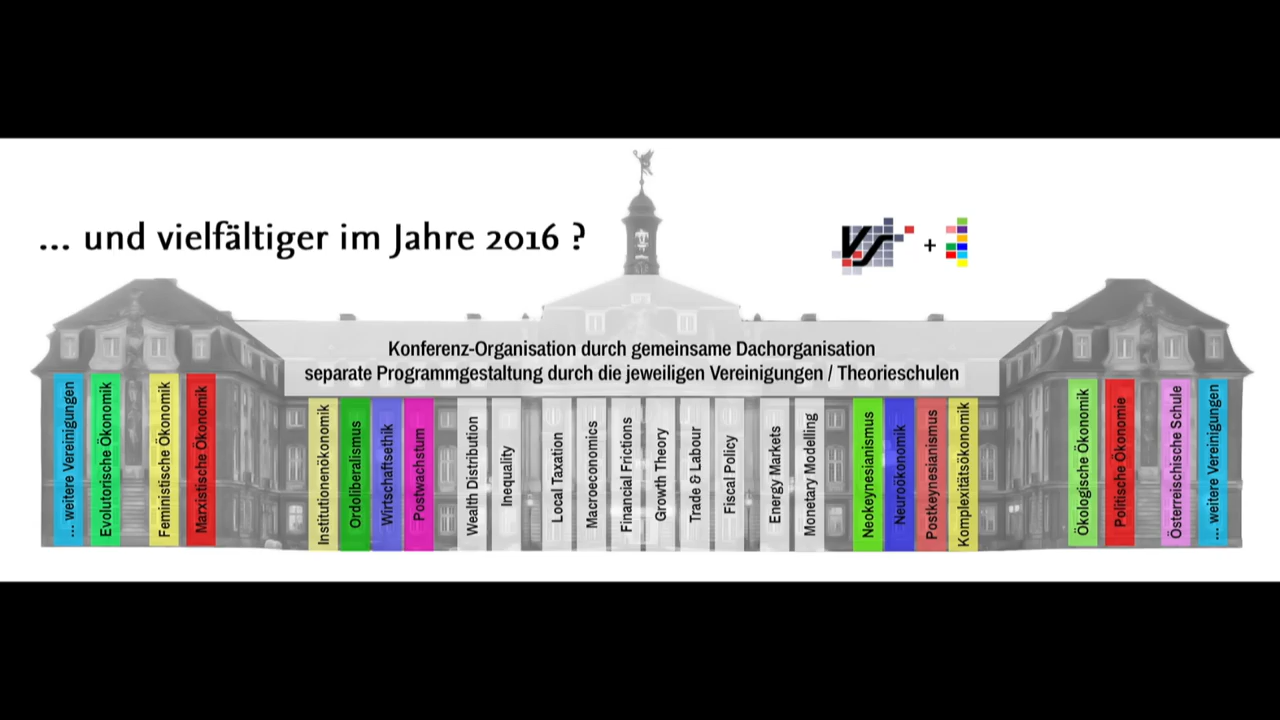 ... und vielfältiger im Jahre 2016 ?
VS +
Konferenz-Organisation durch gemeinsame Dachorganisation
separate Programmgestaltung durch die jeweiligen Vereinigungen / Theorieschulen
... weitere Vereinigungen
Evolutorische Ökonomik
Feministische Ökonomik
Marxistische Ökonomik
Institutionenökonomik
Ordoliberalismus
Wirtschaftsethik
Postwachstum
Wealth Distribution
Inequality
Local Taxation
Macroeconomics
Financial Frictions
Growth Theory
Trade & Labour
Fiscal Policy
Energy Markets
Monetary Modelling
Neokeynesianismus
Neuroökonomik
Postkeynesianismus
Komplexitätsökonomik
Ökologische Ökonomik
Politische Ökonomie
Österreichische Schule
... weitere Vereinigungen